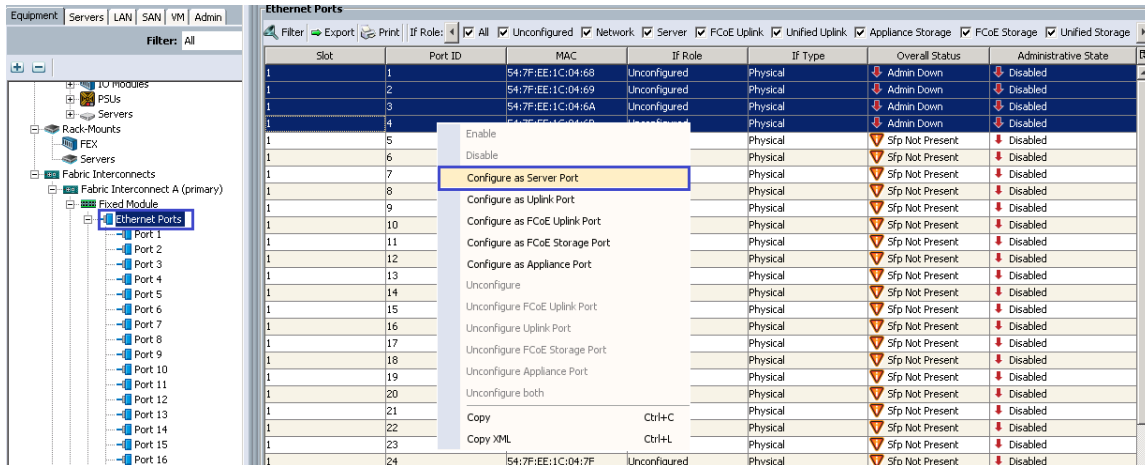 Equipment Servers LAN SAN VM Admin
Filter: All
IO Modules
PSUs
Servers
Rack-Mounts
FEX
Servers
Fabric Interconnects
Fabric Interconnect A (primary)
Fixed Module
Ethernet Ports
Port 1
Port 2
Port 3
Port 4
Port 5
Port 6
Port 7
Port 8
Port 9
Port 10
Port 11
Port 12
Port 13
Port 14
Port 15
Port 16
Ethernet Ports
Filter Export Print If Role: All Unconfigured Network Server FCoE Uplink Unified Uplink Appliance Storage FCoE Storage Unified Storage
Slot Port ID MAC If Role If Type Overall Status Administrative State
1 1 54:7F:EE:1C:04:68 Unconfigured Physical Admin Down Disabled
1 2 54:7F:EE:1C:04:69 Unconfigured Physical Admin Down Disabled
1 3 54:7F:EE:1C:04:6A Unconfigured Physical Admin Down Disabled
1 4 54:7F:EE:1C:04:6B Unconfigured Physical Admin Down Disabled
1 5 Physical Sfp Not Present Disabled
1 6 Physical Sfp Not Present Disabled
1 7 Physical Sfp Not Present Disabled
1 8 Physical Sfp Not Present Disabled
1 9 Physical Sfp Not Present Disabled
1 10 Physical Sfp Not Present Disabled
1 11 Physical Sfp Not Present Disabled
1 12 Physical Sfp Not Present Disabled
1 13 Physical Sfp Not Present Disabled
1 14 Physical Sfp Not Present Disabled
1 15 Physical Sfp Not Present Disabled
1 16 Physical Sfp Not Present Disabled
1 17 Physical Sfp Not Present Disabled
1 18 Physical Sfp Not Present Disabled
1 19 Physical Sfp Not Present Disabled
1 20 Physical Sfp Not Present Disabled
1 21 Physical Sfp Not Present Disabled
1 22 Physical Sfp Not Present Disabled
1 23 Physical Sfp Not Present Disabled
1 24 54:7F:EE:1C:04:7F Unconfigured Physical Sfp Not Present Disabled
Enable
Disable
Configure as Server Port
Configure as Uplink Port
Configure as FCoE Uplink Port
Configure as FCoE Storage Port
Configure as Appliance Port
Unconfigure
Unconfigure FCoE Uplink Port
Unconfigure Uplink Port
Unconfigure FCoE Storage Port
Unconfigure Appliance Port
Unconfigure both
Copy Ctrl+C
Copy XML Ctrl+L